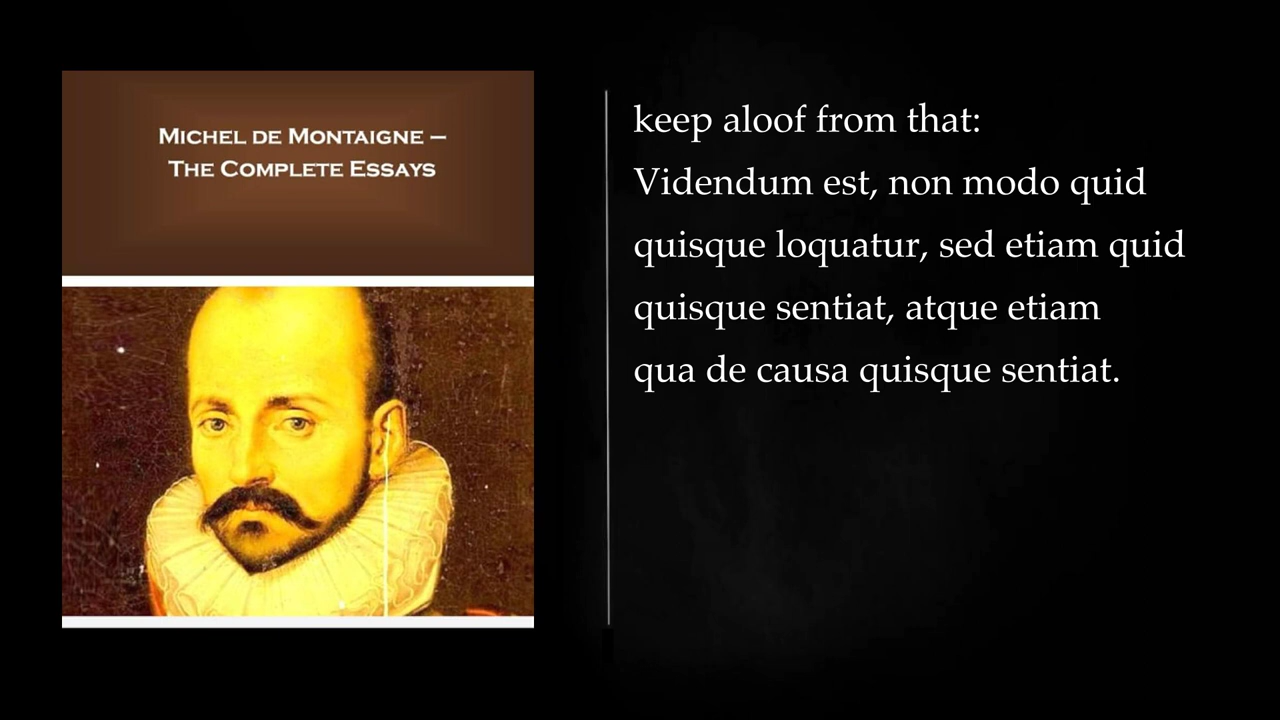 MICHEL DE MONTAIGNE –
THE COMPLETE ESSAYS
keep aloof from that:
Videndum est, non modo quid
quisque loquatur, sed etiam quid
quisque sentiat, atque etiam
qua de causa quisque sentiat.